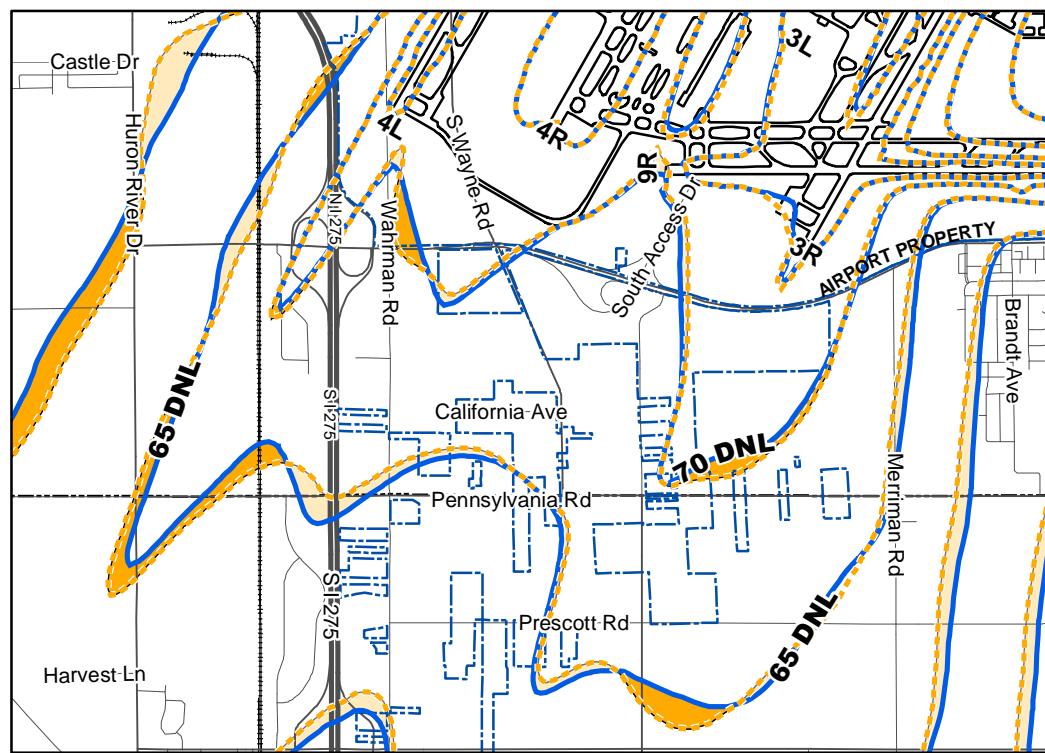 Castle Dr
Huron River Dr
4L
S Wayne Rd
4R
3L
9R
N I 275
Wahrman Rd
South Access Dr
3R
AIRPORT PROPERTY
Brandt Ave
65 DNL
S I 275
California Ave
70 DNL
Pennsylvania Rd
Merriman Rd
S I 275
Prescott Rd
65 DNL
Harvest Ln